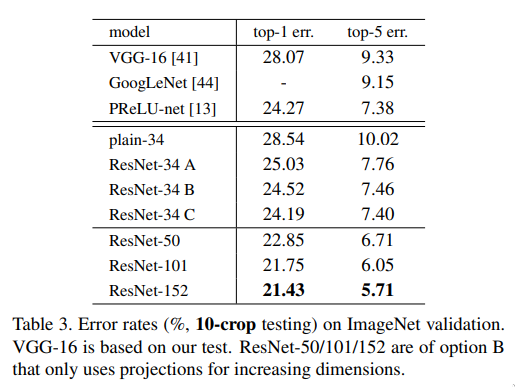 model top-1 err. top-5 err.
VGG-16 [41] 28.07 9.33
GoogLeNet [44] - 9.15
PReLU-net [13] 24.27 7.38
plain-34 28.54 10.02
ResNet-34 A 25.03 7.76
ResNet-34 B 24.52 7.46
ResNet-34 C 24.19 7.40
ResNet-50 22.85 6.71
ResNet-101 21.75 6.05
ResNet-152 21.43 5.71
Table 3. Error rates (%, 10-crop testing) on ImageNet validation.
VGG-16 is based on our test. ResNet-50/101/152 are of option B
that only uses projections for increasing dimensions.